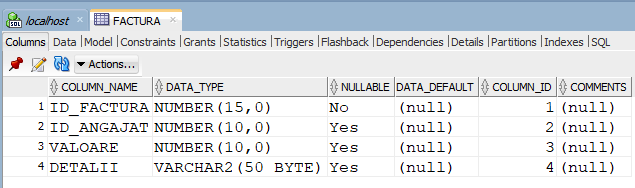 localhost FACTURA
Columns Data Model Constraints Grants Statistics Triggers Flashback Dependencies Details Partitions Indexes SQL
Actions...
COLUMN_NAME DATA_TYPE NULLABLE DATA_DEFAULT COLUMN_ID COMMENTS
1 ID_FACTURA NUMBER(15,0) No (null) 1 (null)
2 ID_ANGAJAT NUMBER(10,0) Yes (null) 2 (null)
3 VALOARE NUMBER(10,0) Yes (null) 3 (null)
4 DETALII VARCHAR2(50 BYTE) Yes (null) 4 (null)